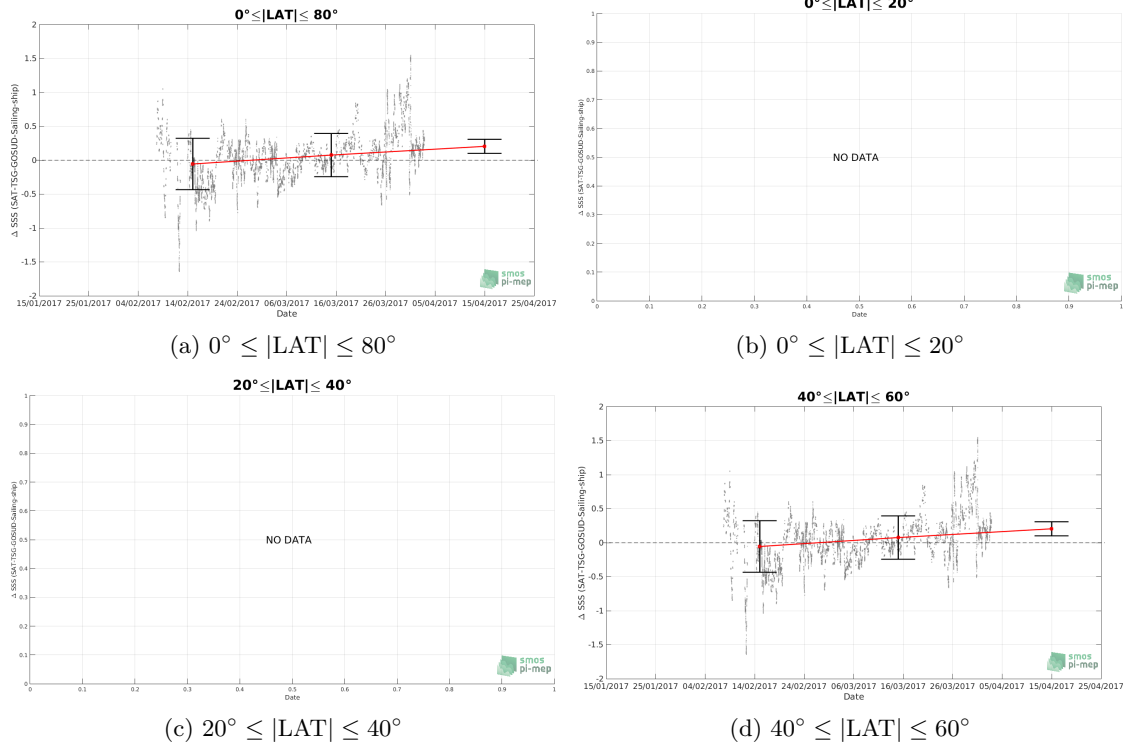 0°≤|LAT|≤ 80°
2
1.5
1
0.5
0
-0.5
-1
-1.5
-2
Δ SSS (SAT-TSG-GOSUD-Sailing-ship)
smos
pi-mep
15/01/2017 25/01/2017 04/02/2017 14/02/2017 24/02/2017 06/03/2017 16/03/2017 26/03/2017 05/04/2017 15/04/2017 25/04/2017
Date
(a) 0° ≤ |LAT| ≤ 80°
0°≤|LAT|≤ 20°
1
0.9
0.8
0.7
0.6
0.5
0.4
0.3
0.2
0.1
0
Δ SSS (SAT-TSG-GOSUD-Sailing-ship)
NO DATA
smos
pi-mep
0 0.1 0.2 0.3 0.4 0.5 0.6 0.7 0.8 0.9 1
Date
(b) 0° ≤ |LAT| ≤ 20°
20°≤|LAT|≤ 40°
1
0.9
0.8
0.7
0.6
0.5
0.4
0.3
0.2
0.1
0
Δ SSS (SAT-TSG-GOSUD-Sailing-ship)
NO DATA
smos
pi-mep
0 0.1 0.2 0.3 0.4 0.5 0.6 0.7 0.8 0.9 1
Date
(c) 20° ≤ |LAT| ≤ 40°
40°≤|LAT|≤ 60°
2
1.5
1
0.5
0
-0.5
-1
-1.5
-2
Δ SSS (SAT-TSG-GOSUD-Sailing-ship)
smos
pi-mep
15/01/2017 25/01/2017 04/02/2017 14/02/2017 24/02/2017 06/03/2017 16/03/2017 26/03/2017 05/04/2017 15/04/2017 25/04/2017
Date
(d) 40° ≤ |LAT| ≤ 60°